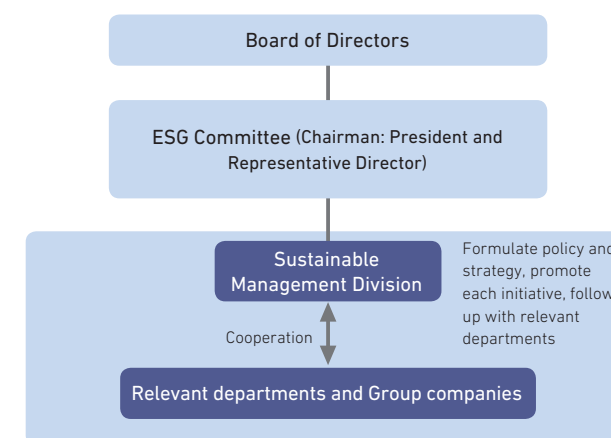 Board of Directors
ESG Committee (Chairman: President and
Representative Director)
Sustainable
Management Division
Formulate policy and
strategy, promote
each initiative, follow
up with relevant
departments
Cooperation
Relevant departments and Group companies